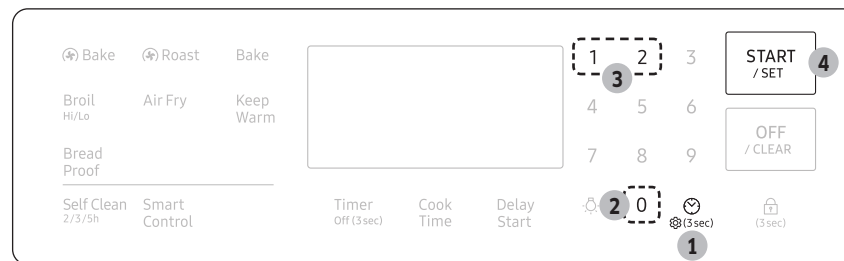 Bake
Roast
Bake
1
2
3
START
/ SET
4
3
Broil
Hi/Lo
Air Fry
Keep
Warm
4
5
6
OFF
/ CLEAR
Bread
Proof
7
8
9
Self Clean
2/3/5h
Smart
Control
Timer
Off (3 sec)
Cook
Time
Delay
Start
2
0
(3 sec)
(3 sec)
1